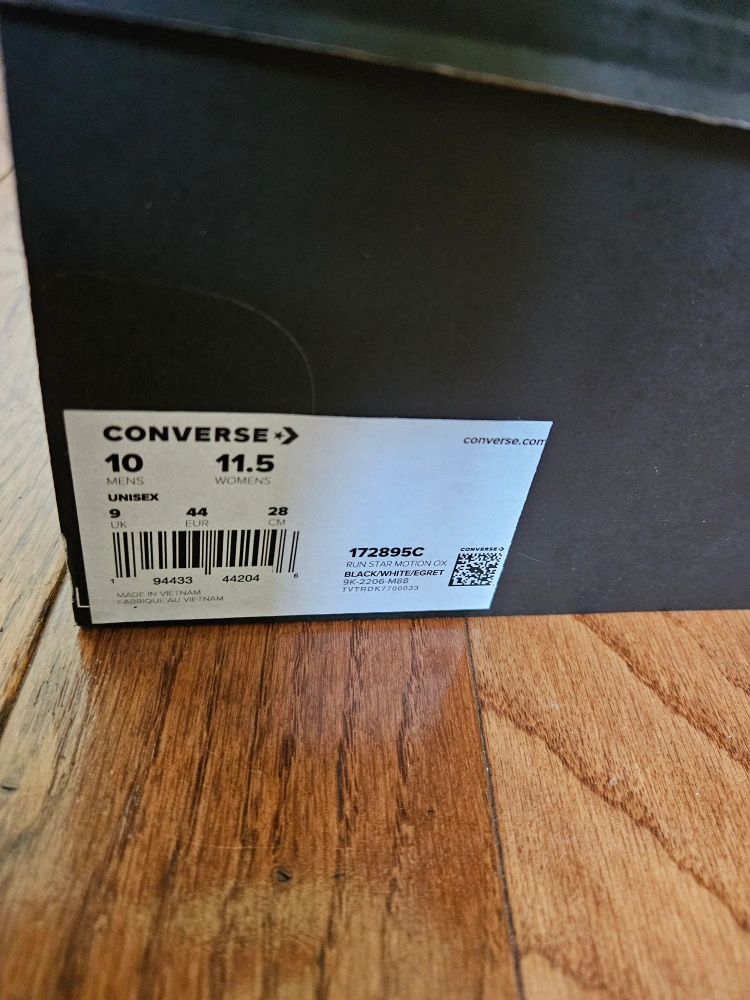 CONVERSE
converse.com
10 11.5
MENS WOMENS
UNISEX
9 44 28
UK EUR CM
1 94433 44204 6
MADE IN VIETNAM
FABRIQUE AU VIETNAM
172895C
RUN STAR MOTION OX
BLACK/WHITE/EGRET
9K-2206-M88
TVTRDK7700033
CONVERSE